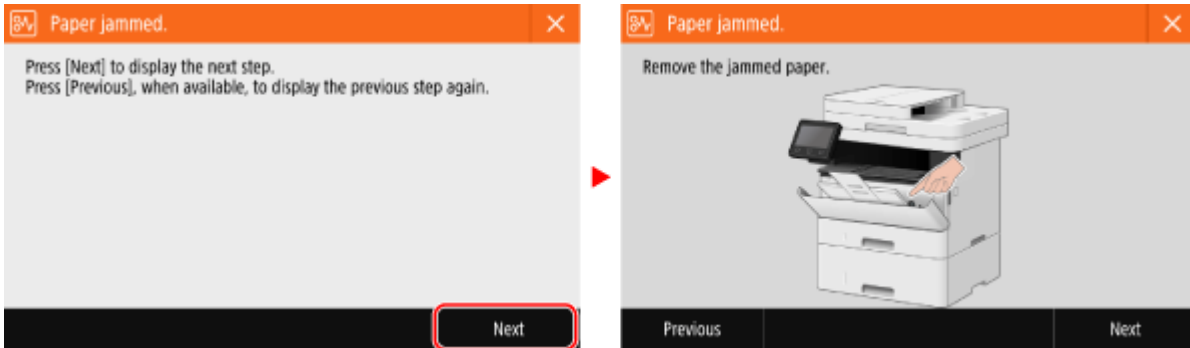 Paper jammed.
Press [Next] to display the next step.
Press [Previous], when available, to display the previous step again.
Next
Paper jammed.
Remove the jammed paper.
Previous
Next